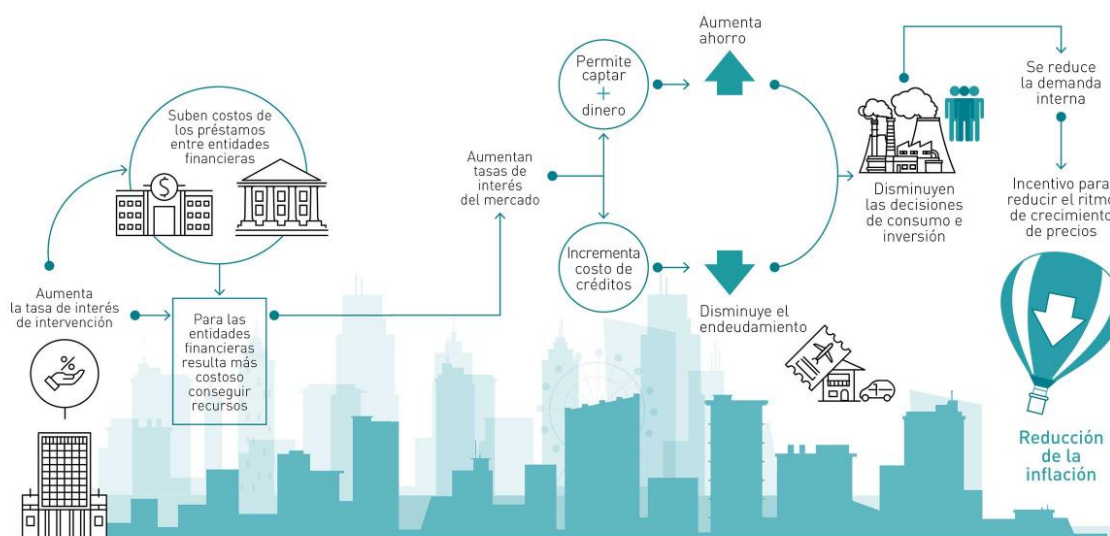 Aumenta
la tasa de interés
de intervención
%
Suben costos de
los préstamos
entre entidades
financieras
$
Para las
entidades
financieras
resulta más
costoso
conseguir
recursos
Aumentan
tasas de
interés
del mercado
Permite
captar
+
dinero
Aumenta
ahorro
Incrementa
costo de
créditos
Disminuye el
endeudamiento
Disminuyen
las decisiones
de consumo e
inversión
Se reduce
la demanda
interna
Incentivo para
reducir el ritmo
de crecimiento
de precios
Reducción
de la
inflación